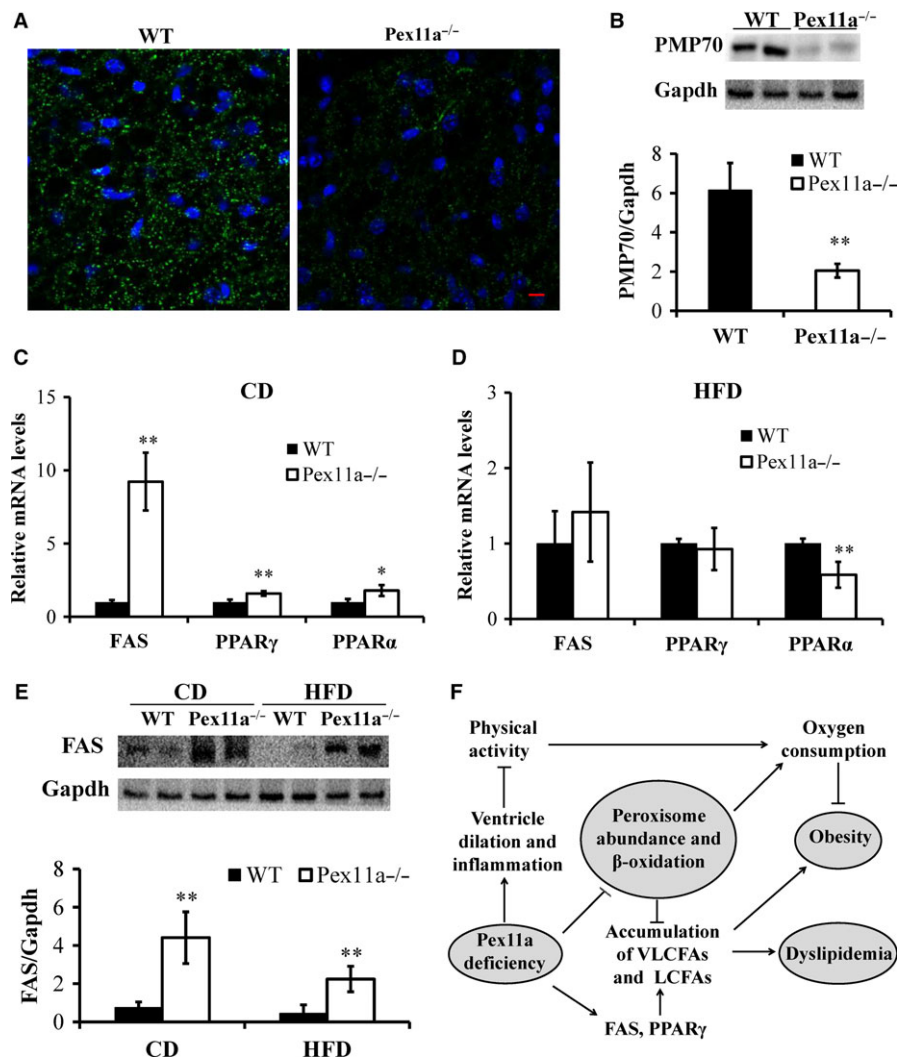 A
WT
Pex11a⁻/⁻
B
WT Pex11a⁻/⁻
PMP70
Gapdh
PMP70/Gapdh
8
6
4
2
0
WT
Pex11a−/−
**
WT
Pex11a−/−
C
CD
Relative mRNA levels
15
10
5
0
WT
Pex11a−/−
**
**
*
FAS
PPARγ
PPARα
D
HFD
Relative mRNA levels
3
2
1
0
WT
Pex11a−/−
**
FAS
PPARγ
PPARα
E
CD
HFD
WT Pex11a⁻/⁻ WT Pex11a⁻/⁻
FAS
Gapdh
FAS/Gapdh
8
6
4
2
0
WT
Pex11a−/−
**
**
CD
HFD
F
Physical
activity
Oxygen
consumption
Ventricle
dilation and
inflammation
Peroxisome
abundance and
β-oxidation
Obesity
Pex11a
deficiency
Accumulation
of VLCFAs
and LCFAs
Dyslipidemia
FAS, PPARγ